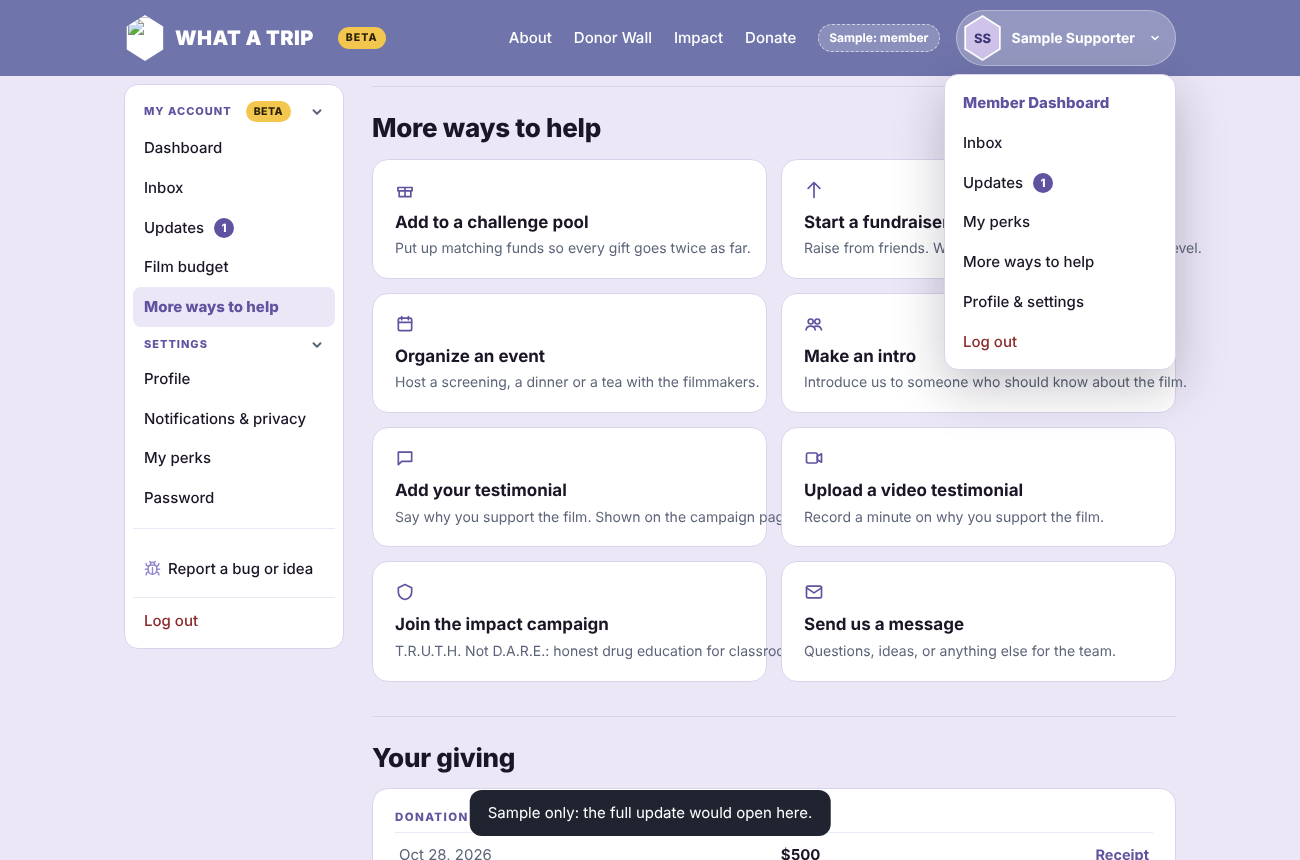 WHAT A TRIP BETA
About Donor Wall Impact Donate Sample: member SS Sample Supporter
MY ACCOUNT BETA
Dashboard
Inbox
Updates 1
Film budget
More ways to help
SETTINGS
Profile
Notifications & privacy
My perks
Password
Report a bug or idea
Log out
Member Dashboard
Inbox
Updates 1
My perks
More ways to help
Profile & settings
Log out
More ways to help
Add to a challenge pool
Put up matching funds so every gift goes twice as far.
Start a fundraiser
Raise from friends.
Organize an event
Host a screening, a dinner or a tea with the filmmakers.
Make an intro
Introduce us to someone who should know about the film.
Add your testimonial
Say why you support the film. Shown on the campaign
Upload a video testimonial
Record a minute on why you support the film.
Join the impact campaign
T.R.U.T.H. Not D.A.R.E.: honest drug education for
Send us a message
Questions, ideas, or anything else for the team.
Your giving
DONATION
Sample only: the full update would open here.
Oct 28, 2026 $500 Receipt